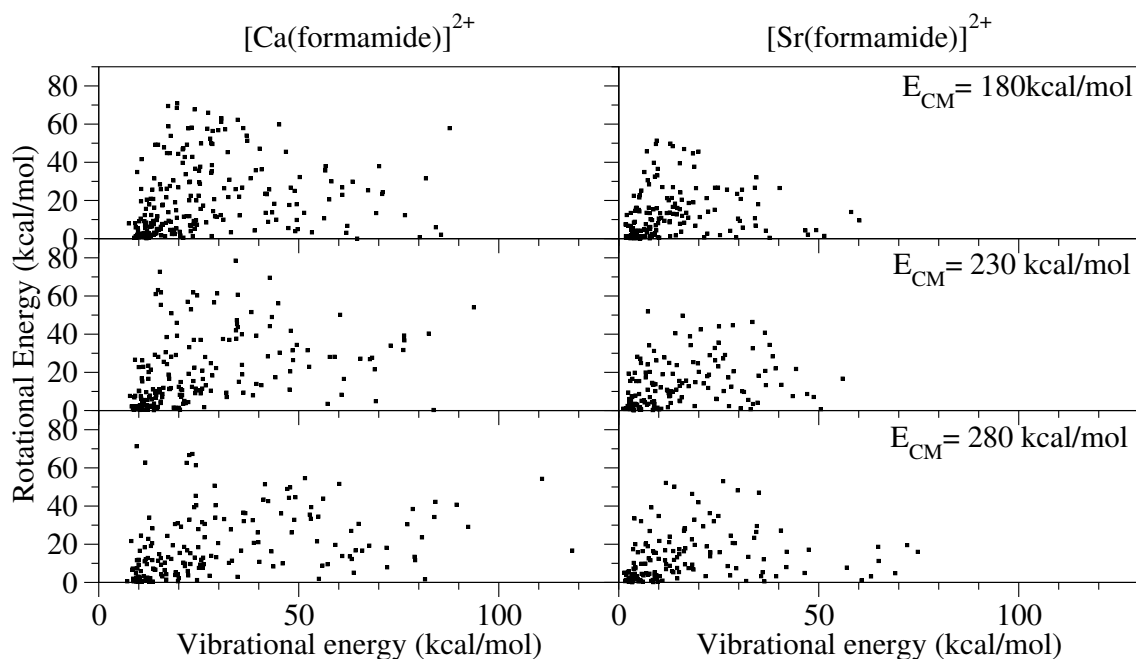 [Ca(formamide)]2+ [Sr(formamide)]2+
80
60
40
20
0
ECM= 180kcal/mol
80
60
40
20
0
ECM= 230 kcal/mol
80
60
40
20
0
ECM= 280 kcal/mol
Rotational Energy (kcal/mol)
0 50 100 0 50 100
Vibrational energy (kcal/mol) Vibrational energy (kcal/mol)